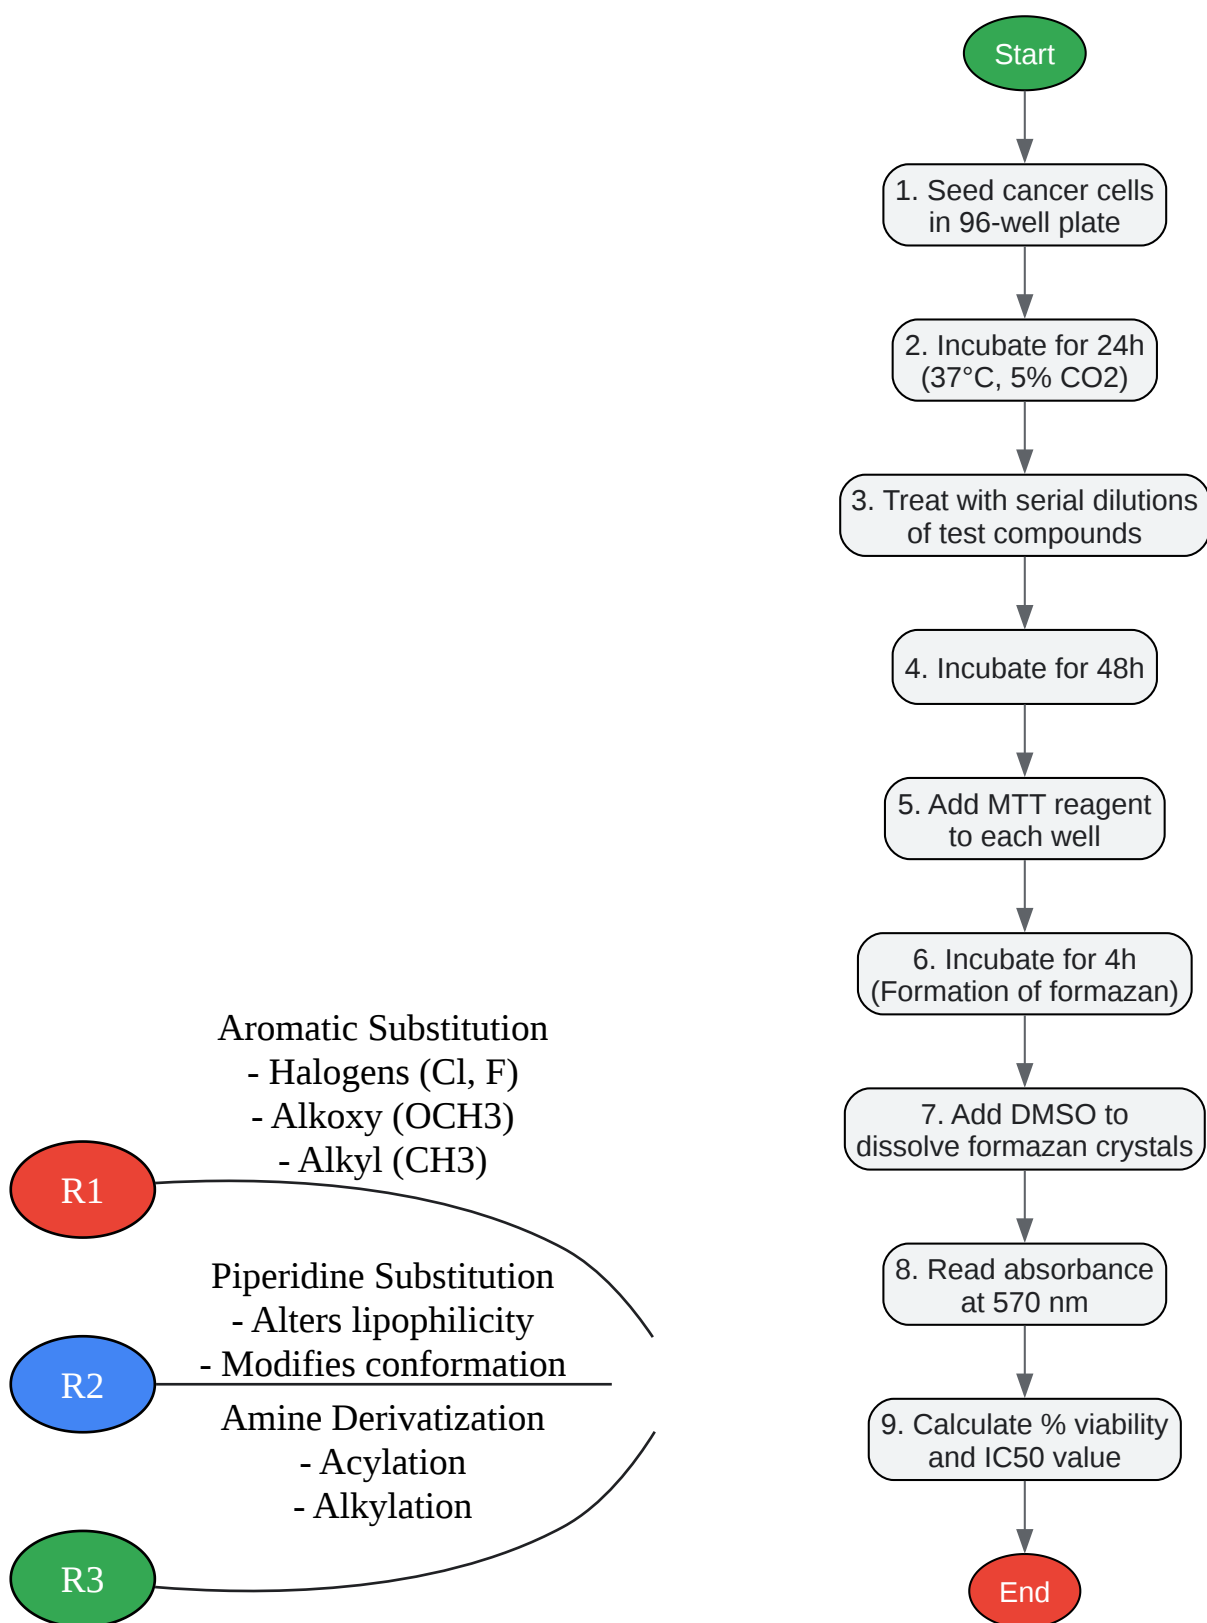 Start
1. Seed cancer cells
in 96-well plate
2. Incubate for 24h
(37°C, 5% CO2)
3. Treat with serial dilutions
of test compounds
4. Incubate for 48h
5. Add MTT reagent
to each well
6. Incubate for 4h
(Formation of formazan)
7. Add DMSO to
dissolve formazan crystals
8. Read absorbance
at 570 nm
9. Calculate % viability
and IC50 value
End
Aromatic Substitution
- Halogens (Cl, F)
- Alkoxy (OCH3)
- Alkyl (CH3)
R1
Piperidine Substitution
- Alters lipophilicity
- Modifies conformation
R2
Amine Derivatization
- Acylation
- Alkylation
R3